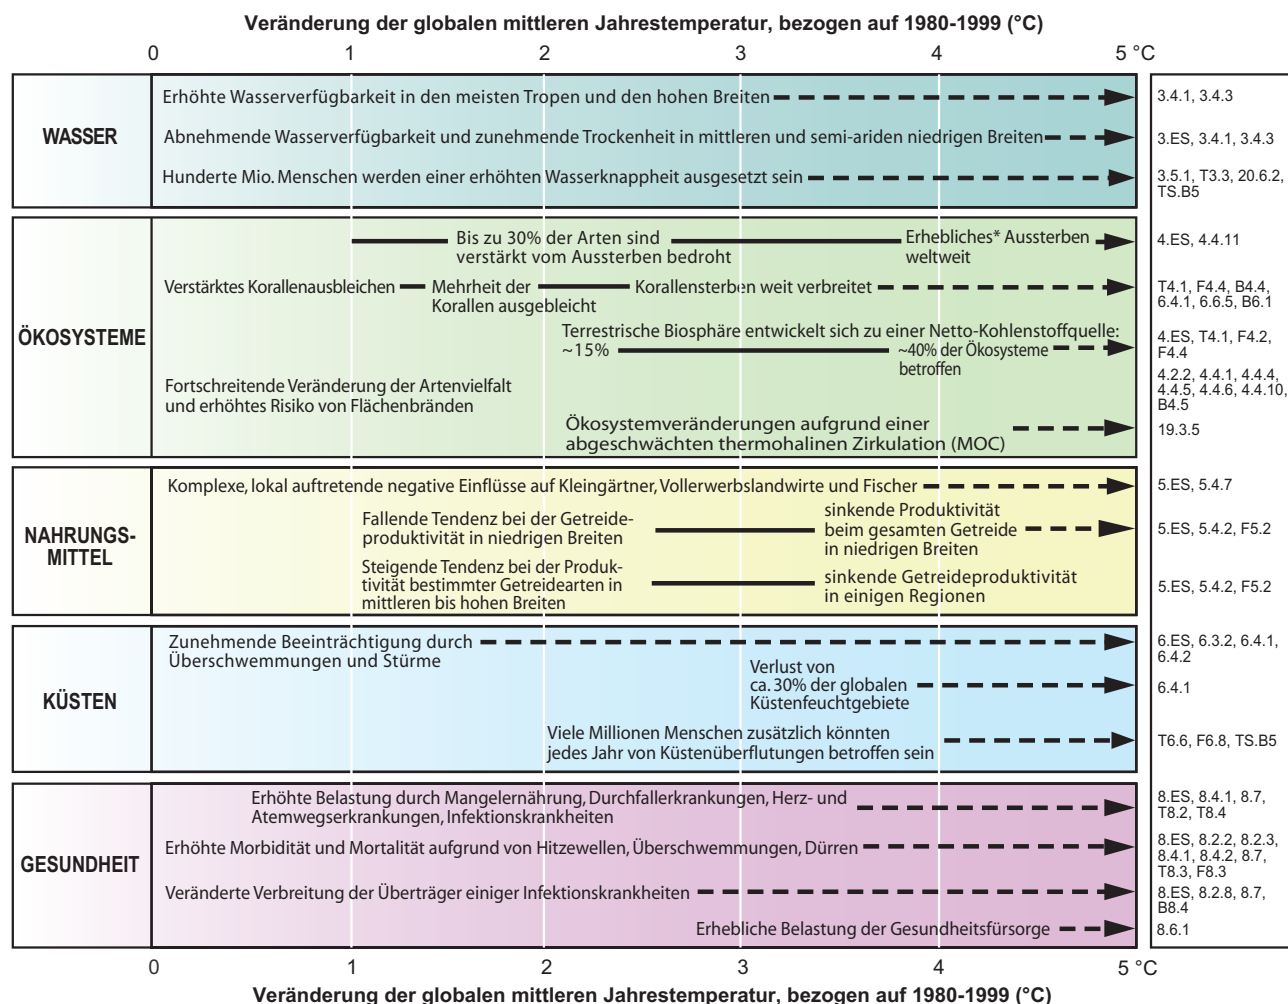 Veränderung der globalen mittleren Jahrestemperatur, bezogen auf 1980-1999 (°C)
0 1 2 3 4 5 °C
WASSER
Erhöhte Wasserverfügbarkeit in den meisten Tropen und den hohen Breiten
3.4.1, 3.4.3
Abnehmende Wasserverfügbarkeit und zunehmende Trockenheit in mittleren und semi-ariden niedrigen Breiten
3.ES, 3.4.1, 3.4.3
Hunderte Mio. Menschen werden einer erhöhten Wasserknappheit ausgesetzt sein
3.5.1, T3.3, 20.6.2,
TS.B5
ÖKOSYSTEME
Bis zu 30% der Arten sind
verstärkt vom Aussterben bedroht
Erhebliches* Aussterben
weltweit
4.ES, 4.4.11
Verstärktes Korallenausbleichen
Mehrheit der
Korallen ausgebleicht
Korallensterben weit verbreitet
T4.1, F4.4, B4.4,
6.4.1, 6.6.5, B6.1
Terrestrische Biosphäre entwickelt sich zu einer Netto-Kohlenstoffquelle:
~15%
~40% der Ökosysteme
betroffen
4.ES, T4.1, F4.2,
F4.4
Fortschreitende Veränderung der Artenvielfalt
und erhöhtes Risiko von Flächenbränden
4.2.2, 4.4.1, 4.4.4,
4.4.5, 4.4.6, 4.4.10,
B4.5
Ökosystemveränderungen aufgrund einer
abgeschwächten thermohalinen Zirkulation (MOC)
19.3.5
NAHRUNGS-
MITTEL
Komplexe, lokal auftretende negative Einflüsse auf Kleingärtner, Vollerwerbslandwirte und Fischer
5.ES, 5.4.7
Fallende Tendenz bei der Getreide-
produktivität in niedrigen Breiten
sinkende Produktivität
beim gesamten Getreide
in niedrigen Breiten
5.ES, 5.4.2, F5.2
Steigende Tendenz bei der Produk-
tivität bestimmter Getreidearten in
mittleren bis hohen Breiten
sinkende Getreideproduktivität
in einigen Regionen
5.ES, 5.4.2, F5.2
KÜSTEN
Zunehmende Beeinträchtigung durch
Überschwemmungen und Stürme
6.ES, 6.3.2, 6.4.1,
6.4.2
Verlust von
ca. 30% der globalen
Küstenfeuchtgebiete
6.4.1
Viele Millionen Menschen zusätzlich könnten
jedes Jahr von Küstenüberflutungen betroffen sein
T6.6, F6.8, TS.B5
GESUNDHEIT
Erhöhte Belastung durch Mangelernährung, Durchfallerkrankungen, Herz- und
Atemwegserkrankungen, Infektionskrankheiten
8.ES, 8.4.1, 8.7,
T8.2, T8.4
Erhöhte Morbidität und Mortalität aufgrund von Hitzewellen, Überschwemmungen, Dürren
8.ES, 8.2.2, 8.2.3,
8.4.1, 8.4.2, 8.7,
T8.3, F8.3
Veränderte Verbreitung der Überträger einiger Infektionskrankheiten
8.ES, 8.2.8, 8.7,
B8.4
Erhebliche Belastung der Gesundheitsfürsorge
8.6.1
0 1 2 3 4 5 °C
Veränderung der globalen mittleren Jahrestemperatur, bezogen auf 1980-1999 (°C)